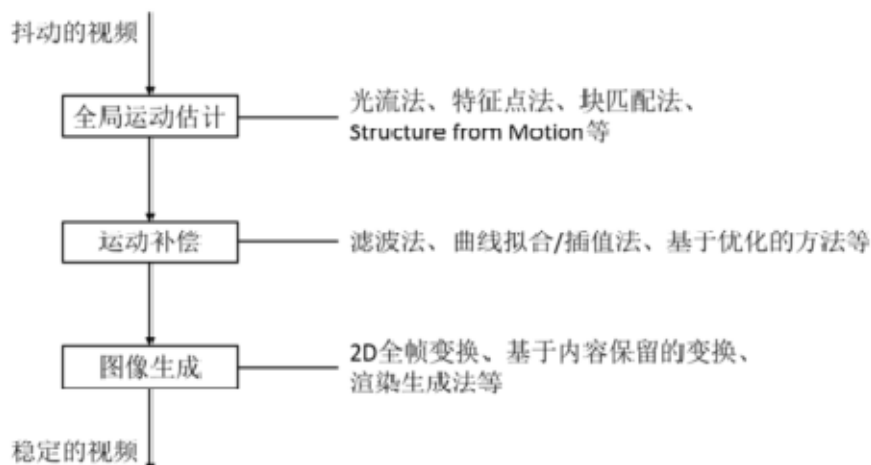 抖动的视频
全局运动估计
光流法、特征点法、块匹配法、
Structure from Motion等
运动补偿
滤波法、曲线拟合/插值法、基于优化的方法等
图像生成
2D全帧变换、基于内容保留的变换、
渲染生成法等
稳定的视频